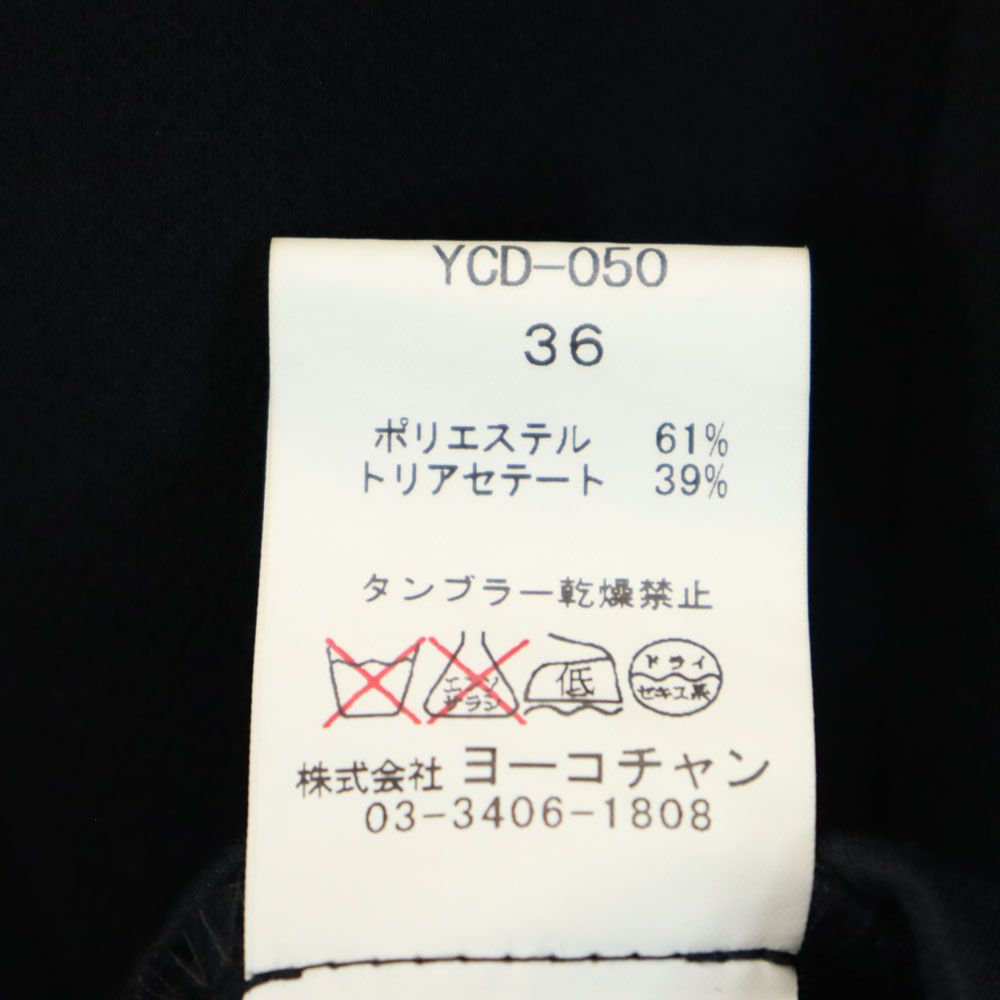 YCD-050
36
ポリエステル 61%
トリアセテート 39%
タンブラー乾燥禁止
エンソ
サラシ
低
ドライ
セキユ系
株式会社 ヨーコチャン
03-3406-1808